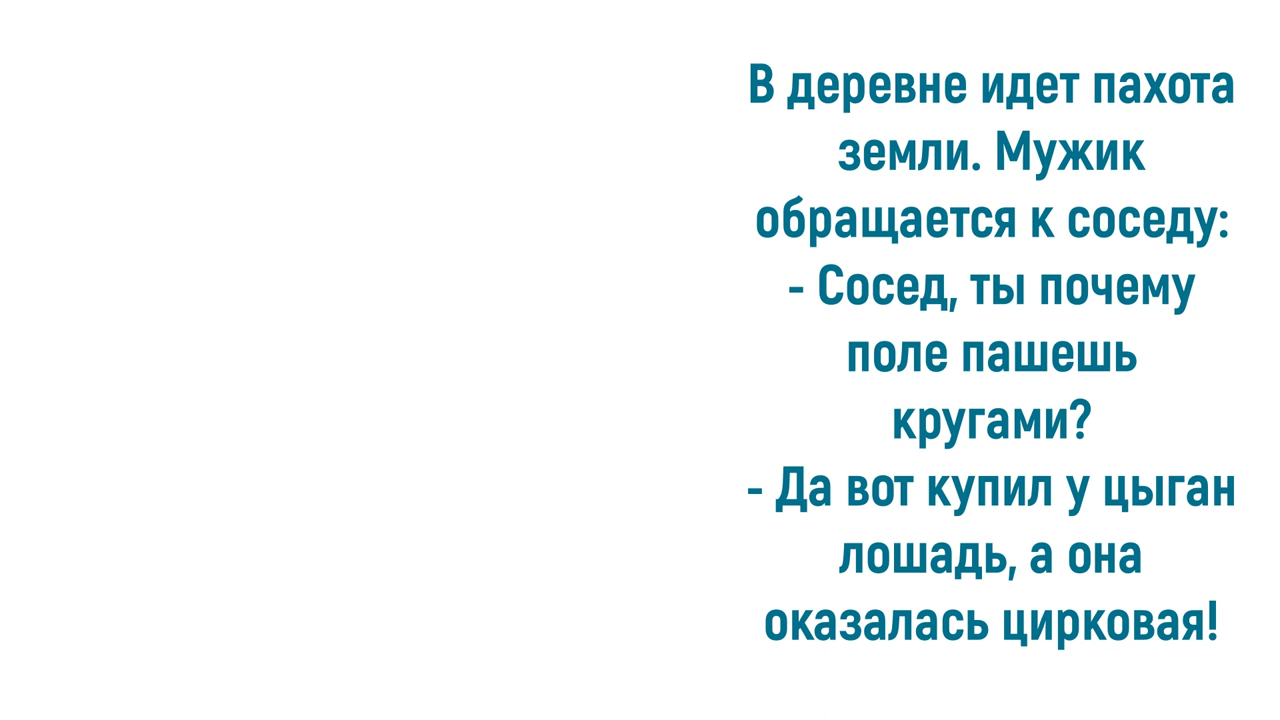 В деревне идет пахота
земли. Мужик
обращается к соседу:
- Сосед, ты почему
поле пашешь
кругами?
- Да вот купил у цыган
лошадь, а она
оказалась цирковая!